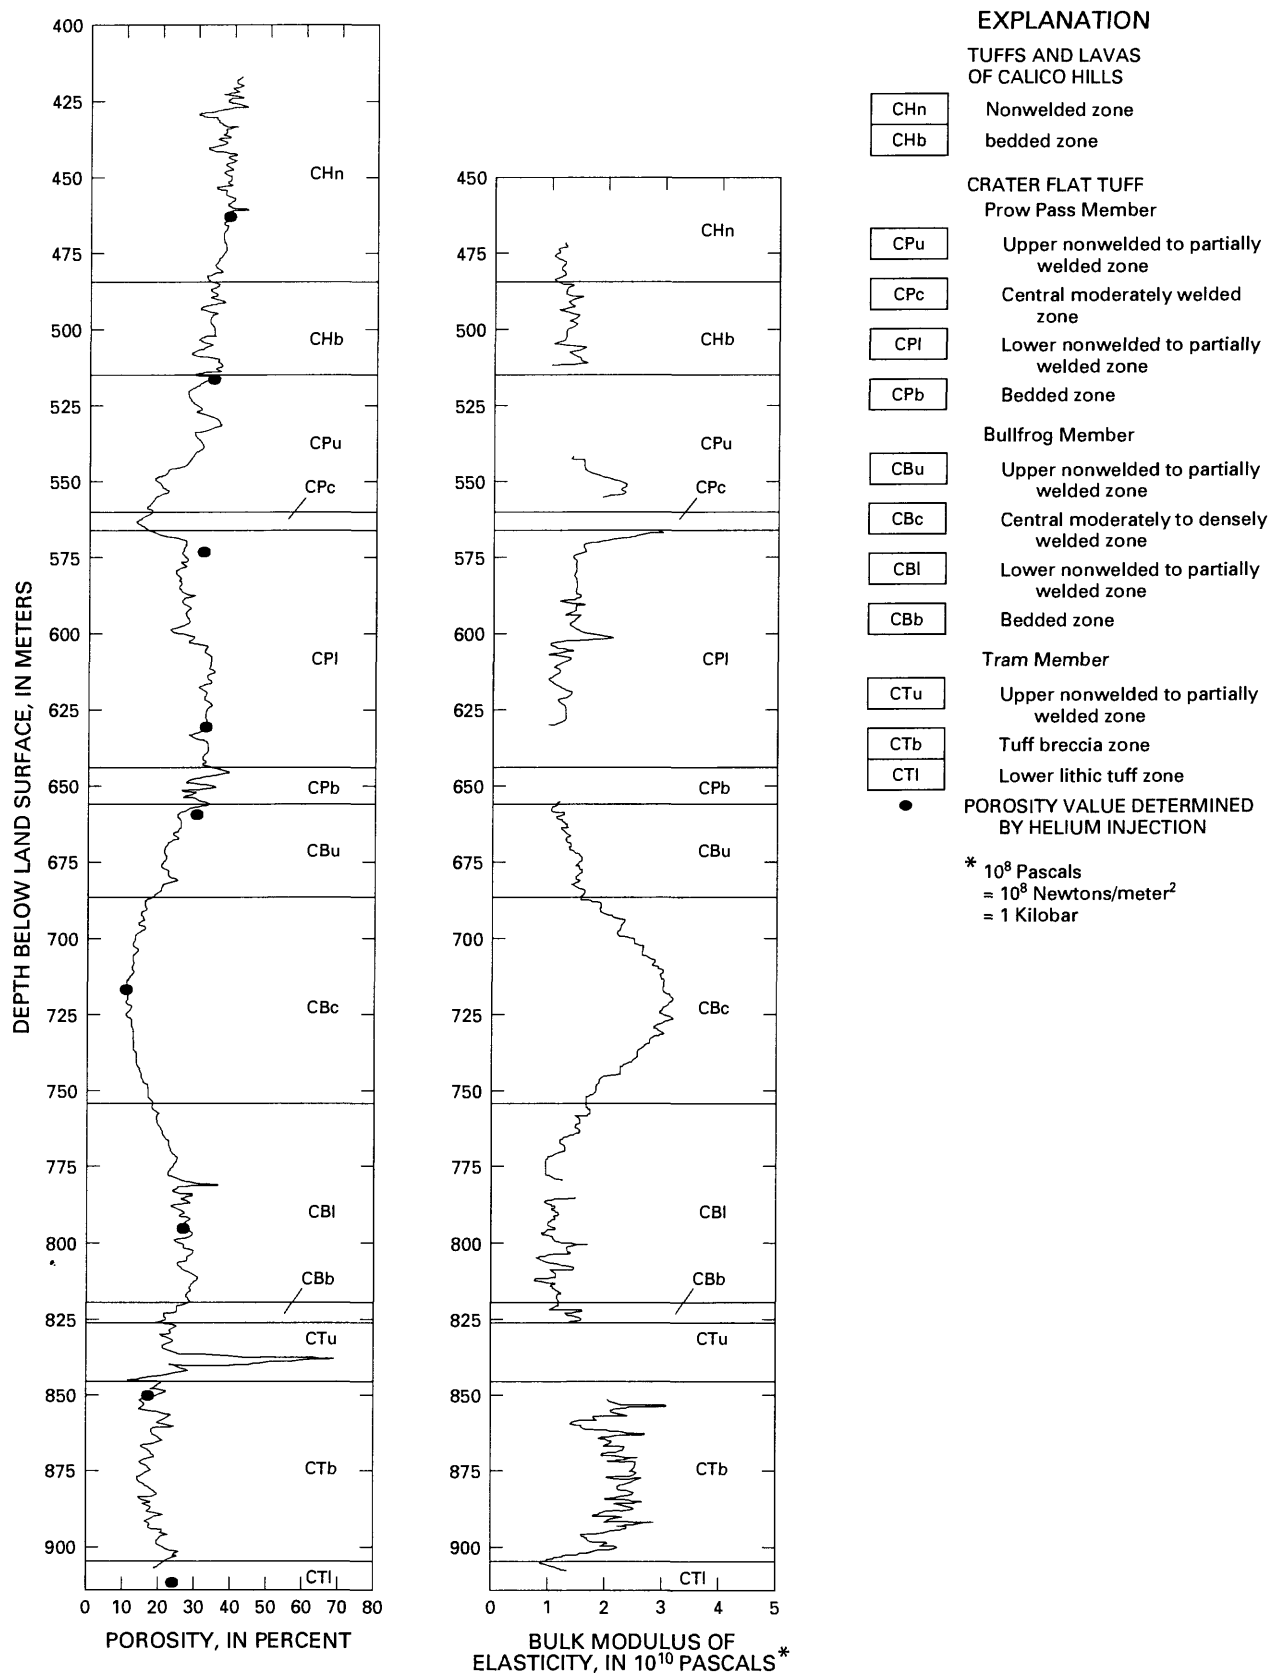 400
425
450
475
500
525
550
575
600
625
650
675
700
725
750
775
800
825
850
875
900
DEPTH BELOW LAND SURFACE, IN METERS
CHn
CHb
CPu
CPc
CPl
CPb
CBu
CBc
CBl
CBb
CTu
CTb
CTl
0 10 20 30 40 50 60 70 80
POROSITY, IN PERCENT
450
475
500
525
550
575
600
625
650
675
700
725
750
775
800
825
850
875
900
CHn
CHb
CPu
CPc
CPl
CPb
CBu
CBc
CBl
CBb
CTu
CTb
CTl
0 1 2 3 4 5
BULK MODULUS OF
ELASTICITY, IN 10¹⁰ PASCALS*
EXPLANATION
TUFFS AND LAVAS
OF CALICO HILLS
CHn Nonwelded zone
CHb bedded zone
CRATER FLAT TUFF
Prow Pass Member
CPu Upper nonwelded to partially
welded zone
CPc Central moderately welded
zone
CPl Lower nonwelded to partially
welded zone
CPb Bedded zone
Bullfrog Member
CBu Upper nonwelded to partially
welded zone
CBc Central moderately to densely
welded zone
CBl Lower nonwelded to partially
welded zone
CBb Bedded zone
Tram Member
CTu Upper nonwelded to partially
welded zone
CTb Tuff breccia zone
CTl Lower lithic tuff zone
POROSITY VALUE DETERMINED
BY HELIUM INJECTION
* 10⁸ Pascals
= 10⁸ Newtons/meter²
= 1 Kilobar